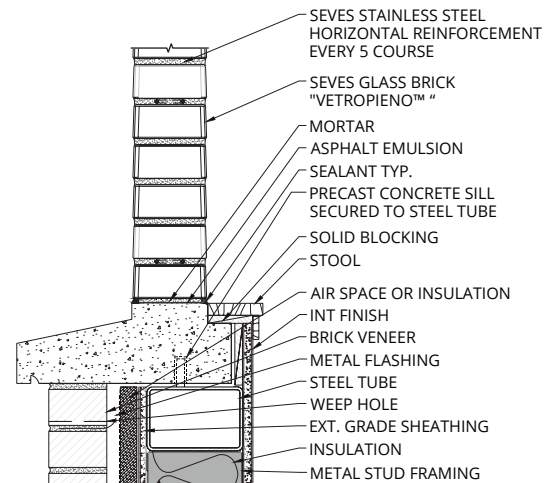 SEVES STAINLESS STEEL
HORIZONTAL REINFORCEMENT
EVERY 5 COURSE
SEVES GLASS BRICK
"VETROPIENO™ “
MORTAR
ASPHALT EMULSION
SEALANT TYP.
PRECAST CONCRETE SILL
SECURED TO STEEL TUBE
SOLID BLOCKING
STOOL
AIR SPACE OR INSULATION
INT FINISH
BRICK VENEER
METAL FLASHING
STEEL TUBE
WEEP HOLE
EXT. GRADE SHEATHING
INSULATION
METAL STUD FRAMING